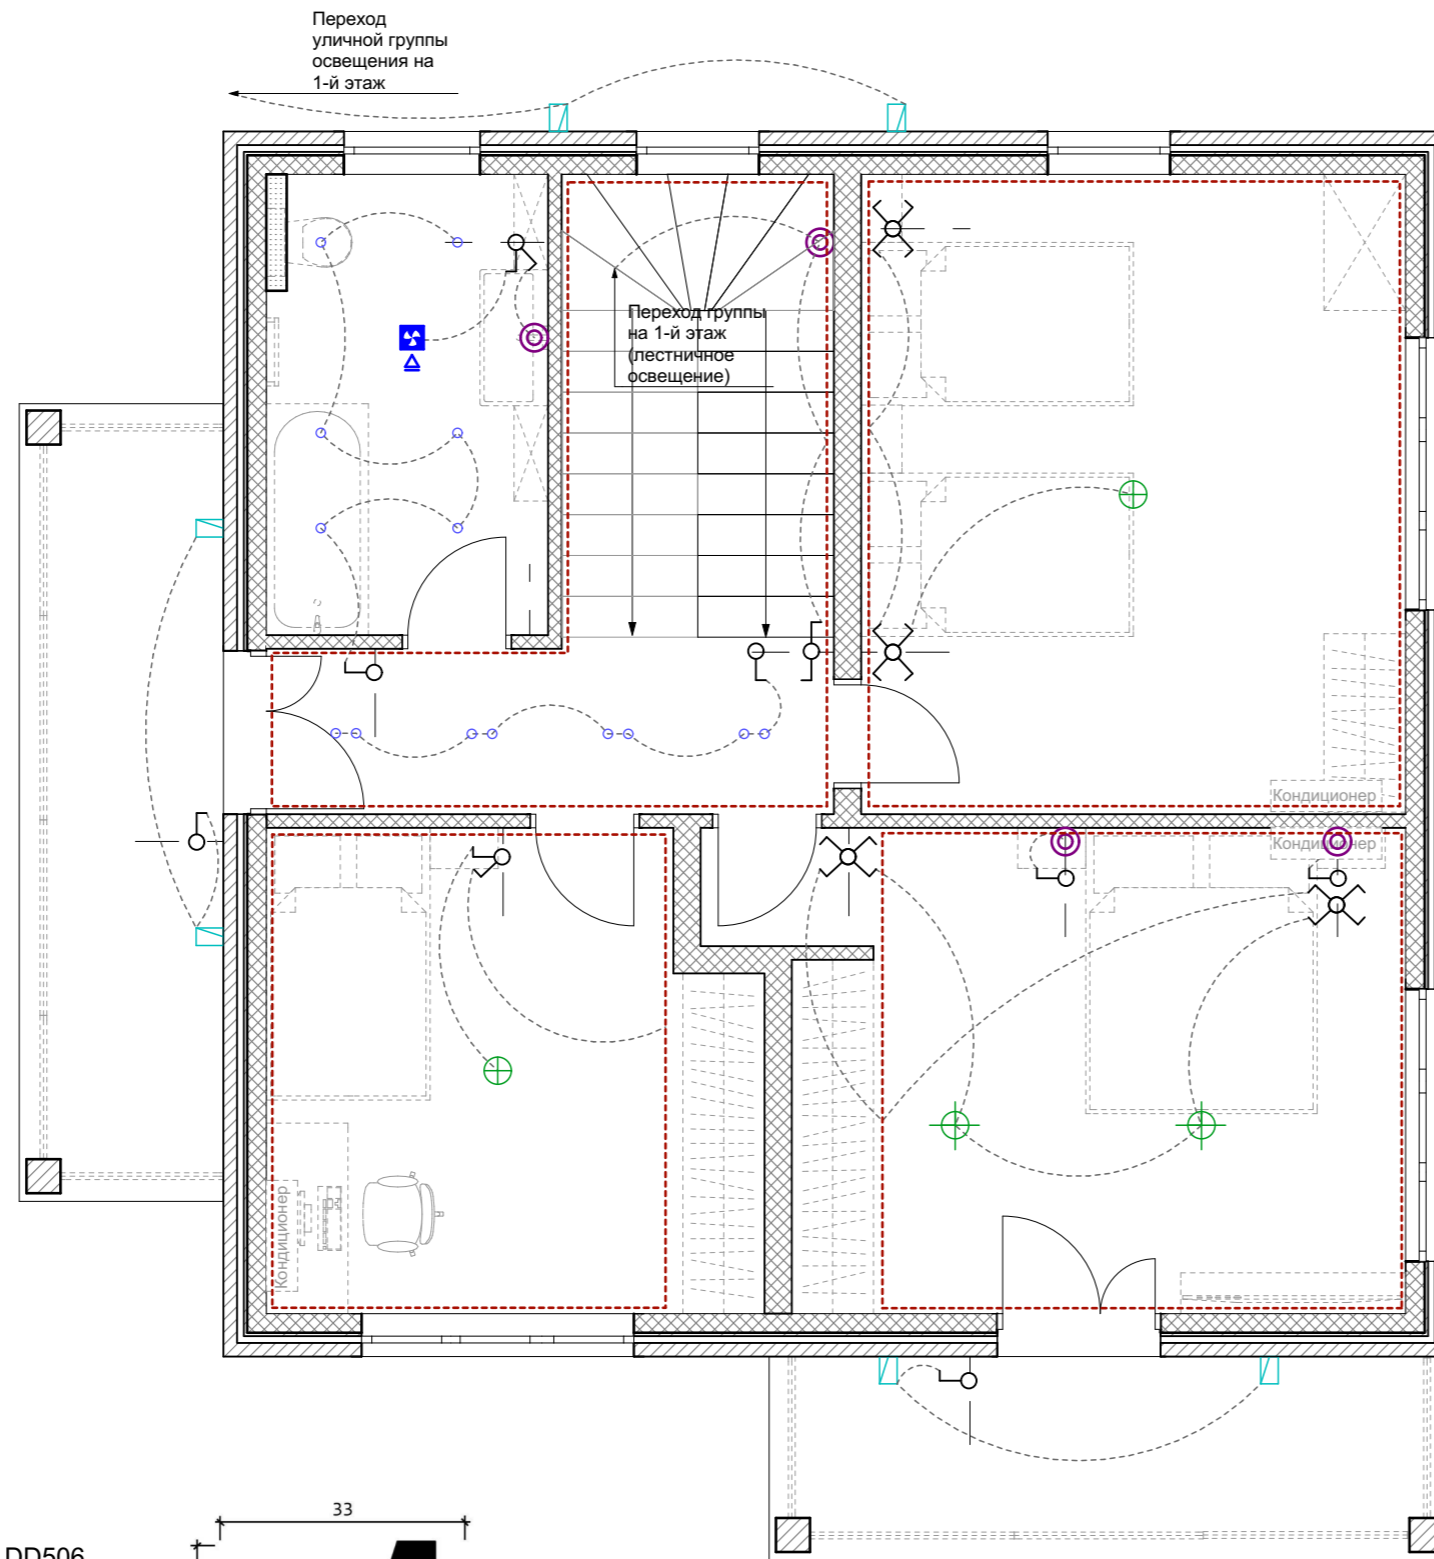 Переход
уличной группы
освещения на
1-й этаж
Переход группы
на 1-й этаж
(лестничное
освещение)
Кондиционер
Кондиционер
Кондиционер
33
DD506